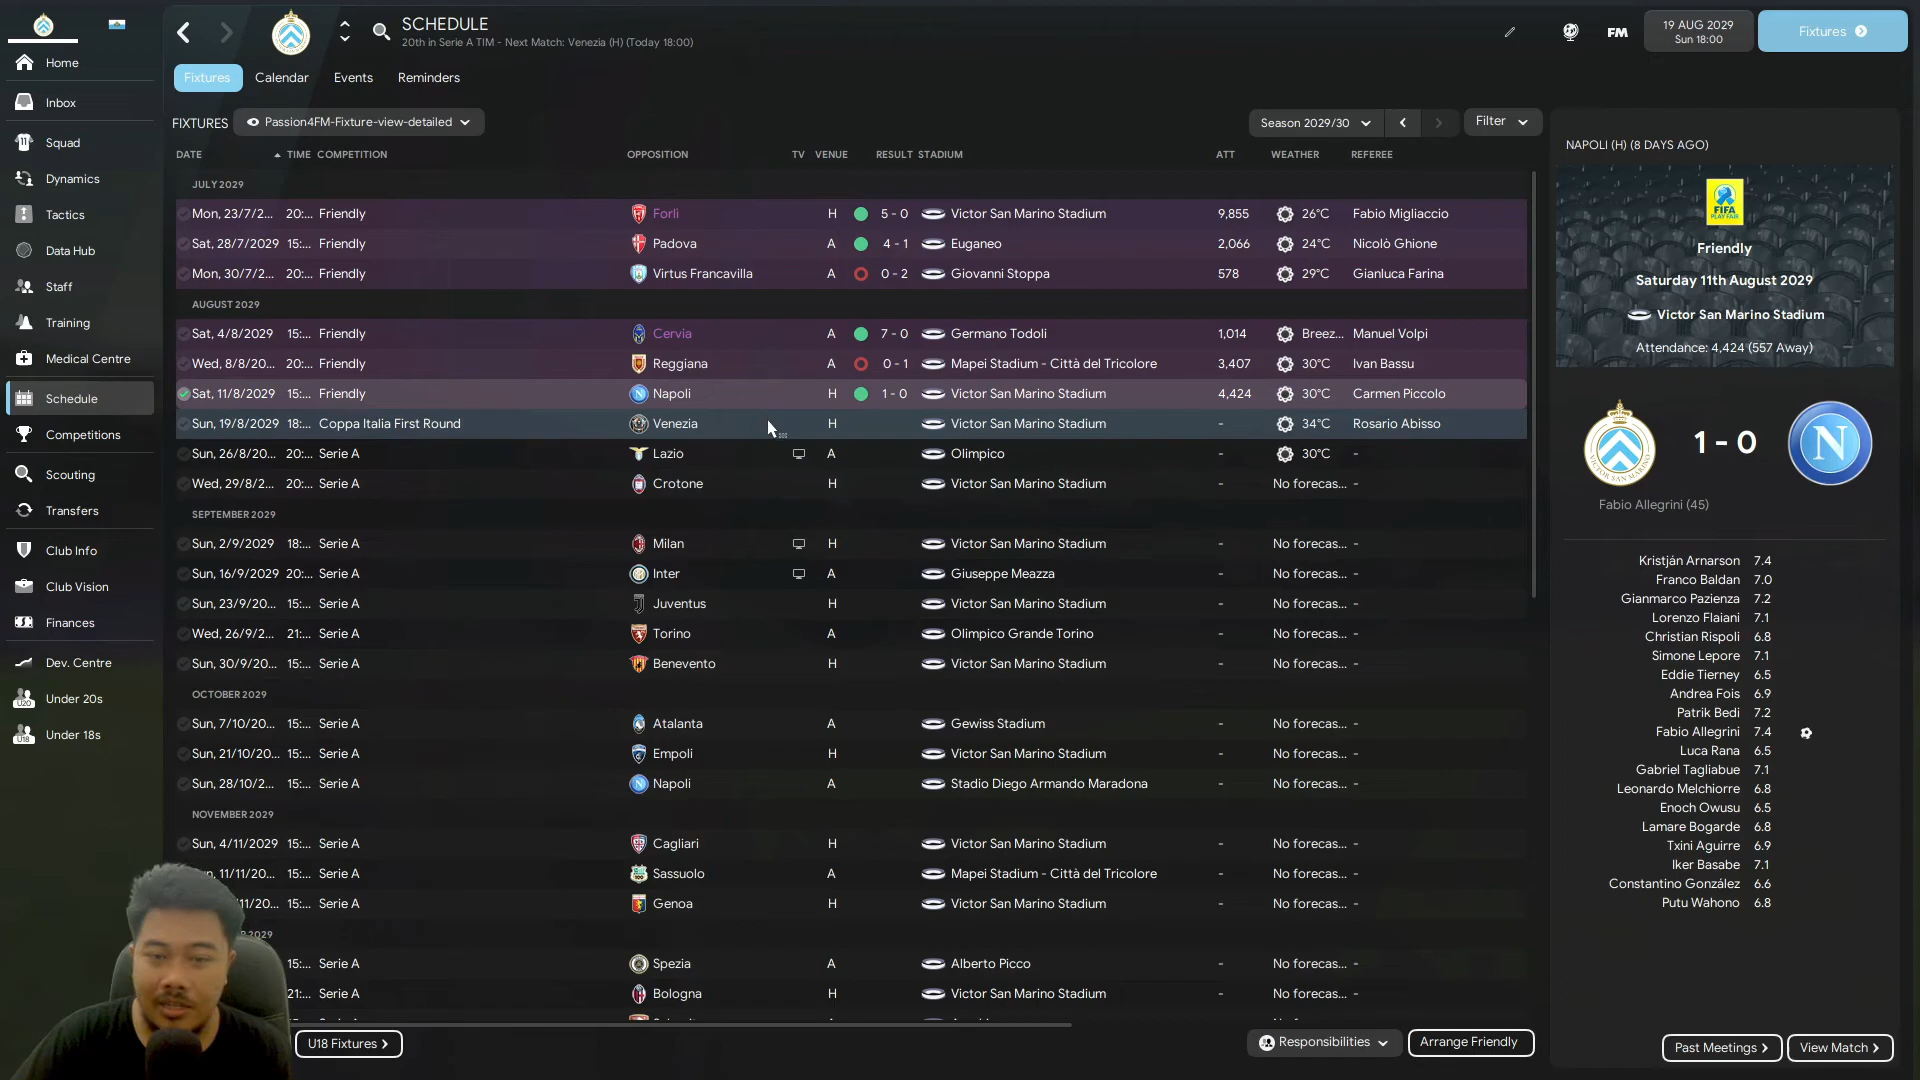 SCHEDULE
20th in Serie A TIM - Next Match: Venezia (H) (Today 18:00)
FM
19 AUG 2029
Sun 18:00
Fixtures
Home
Inbox
Squad
Dynamics
Tactics
Data Hub
Staff
Training
Medical Centre
Schedule
Competitions
Scouting
Transfers
Club Info
Club Vision
Finances
Dev. Centre
Under 20s
Under 18s
Fixtures Calendar Events Reminders
FIXTURES Passion4FM-Fixture-view-detailed Season 2029/30 Filter
DATE TIME COMPETITION OPPOSITION TV VENUE RESULT STADIUM ATT WEATHER REFEREE
JULY 2029
Mon, 23/7/2... 20:... Friendly Forlì H 5 - 0 Victor San Marino Stadium 9,855 26°C Fabio Migliaccio
Sat, 28/7/2029 15:... Friendly Padova A 4 - 1 Euganeo 2,066 24°C Nicolò Ghione
Mon, 30/7/2... 20:... Friendly Virtus Francavilla A 0 - 2 Giovanni Stoppa 578 29°C Gianluca Farina
AUGUST 2029
Sat, 4/8/2029 15:... Friendly Cervia A 7 - 0 Germano Todoli 1,014 Breez... Manuel Volpi
Wed, 8/8/20... 20:... Friendly Reggiana A 0 - 1 Mapei Stadium - Città del Tricolore 3,407 30°C Ivan Bassu
Sat, 11/8/2029 15:... Friendly Napoli H 1 - 0 Victor San Marino Stadium 4,424 30°C Carmen Piccolo
Sun, 19/8/2029 18:... Coppa Italia First Round Venezia H Victor San Marino Stadium - 34°C Rosario Abisso
Sun, 26/8/20... 20:... Serie A Lazio A Olimpico - 30°C -
Wed, 29/8/2... 20:... Serie A Crotone H Victor San Marino Stadium - No forecas... -
SEPTEMBER 2029
Sun, 2/9/2029 18:... Serie A Milan H Victor San Marino Stadium - No forecas... -
Sun, 16/9/2029 20:... Serie A Inter A Giuseppe Meazza - No forecas... -
Sun, 23/9/20... 15:... Serie A Juventus H Victor San Marino Stadium - No forecas... -
Wed, 26/9/2... 21:... Serie A Torino A Olimpico Grande Torino - No forecas... -
Sun, 30/9/20... 15:... Serie A Benevento H Victor San Marino Stadium - No forecas... -
OCTOBER 2029
Sun, 7/10/20... 15:... Serie A Atalanta A Gewiss Stadium - No forecas... -
Sun, 21/10/20... 15:... Serie A Empoli H Victor San Marino Stadium - No forecas... -
Sun, 28/10/2... 15:... Serie A Napoli A Stadio Diego Armando Maradona - No forecas... -
NOVEMBER 2029
Sun, 4/11/2029 15:... Serie A Cagliari H Victor San Marino Stadium - No forecas... -
11/11/20... 15:... Serie A Sassuolo A Mapei Stadium - Città del Tricolore - No forecas... -
11/20... 15:... Serie A Genoa H Victor San Marino Stadium - No forecas... -
2029
15:... Serie A Spezia A Alberto Picco - No forecas... -
21:... Serie A Bologna H Victor San Marino Stadium - No forecas... -
U18 Fixtures Responsibilities Arrange Friendly
NAPOLI (H) (8 DAYS AGO)
FIFA
PLAY FAIR
Friendly
Saturday 11th August 2029
Victor San Marino Stadium
Attendance: 4,424 (557 Away)
1 - 0
Fabio Allegrini (45)
Kristján Arnarson 7.4
Franco Baldan 7.0
Gianmarco Pazienza 7.2
Lorenzo Flaiani 7.1
Christian Rispoli 6.8
Simone Lepore 7.1
Eddie Tierney 6.5
Andrea Fois 6.9
Patrik Bedi 7.2
Fabio Allegrini 7.4
Luca Rana 6.5
Gabriel Tagliabue 7.1
Leonardo Melchiorre 6.8
Enoch Owusu 6.5
Lamare Bogarde 6.8
Txini Aguirre 6.9
Iker Basabe 7.1
Constantino González 6.6
Putu Wahono 6.8
Past Meetings View Match